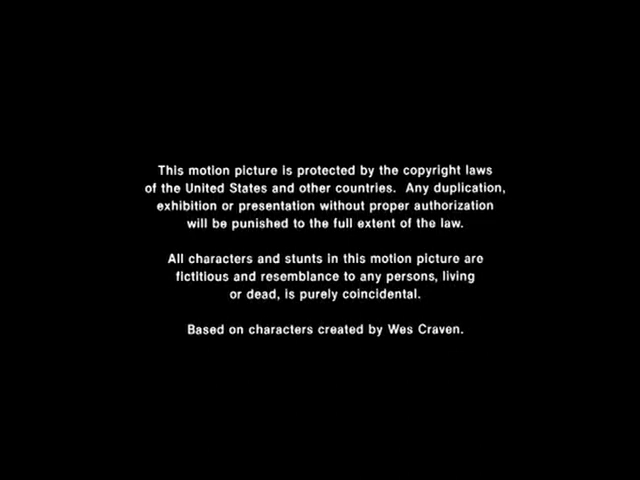 This motion picture is protected by the copyright laws
of the United States and other countries.  Any duplication,
exhibition or presentation without proper authorization
will be punished to the full extent of the law.
All characters and stunts in this motion picture are
fictitious and resemblance to any persons, living
or dead, is purely coincidental.
Based on characters created by Wes Craven.